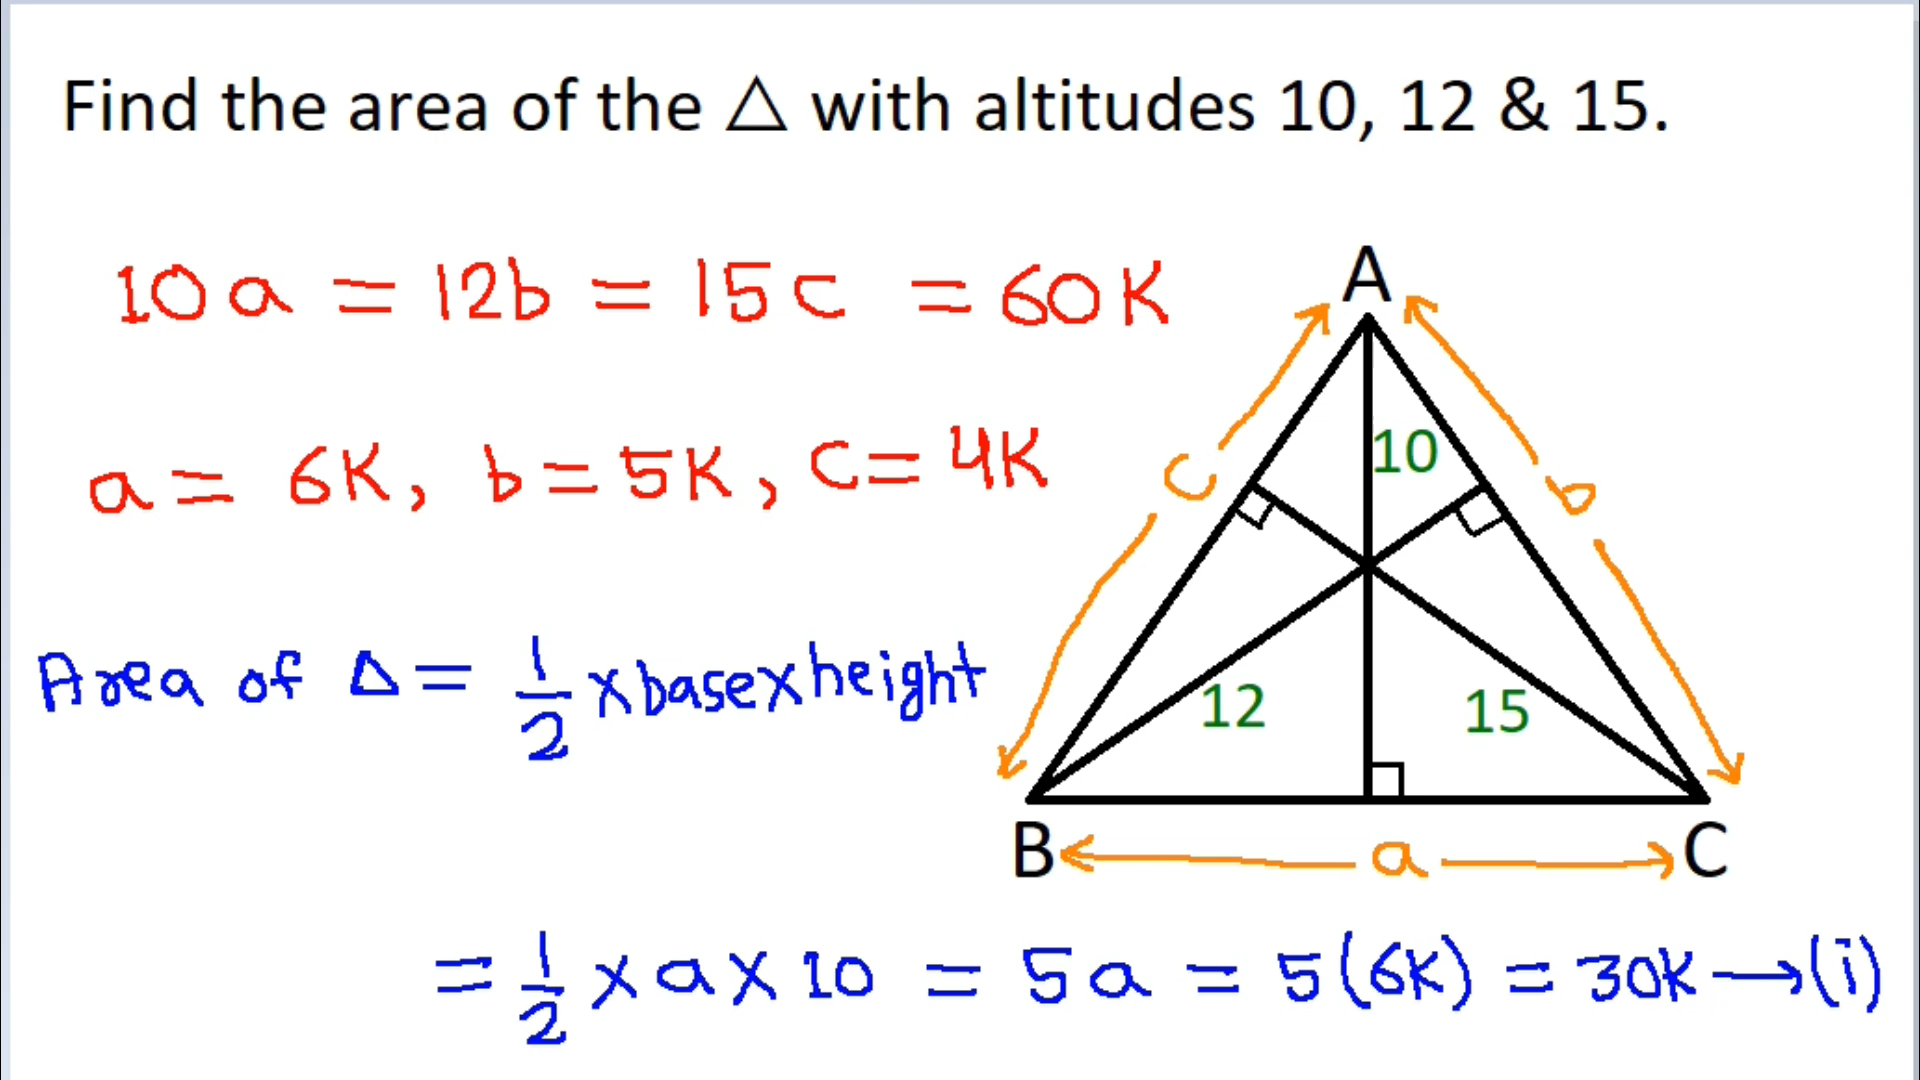 Find the area of the △ with altitudes 10, 12 & 15.
10a = 12b = 15c = 60K
a = 6K, b = 5K, c = 4K
Area of Δ = 1/2 × base × height
= 1/2 × a × 10 = 5a = 5(6K) = 30K → (i)
A
10
c
b
12
15
B
a
C